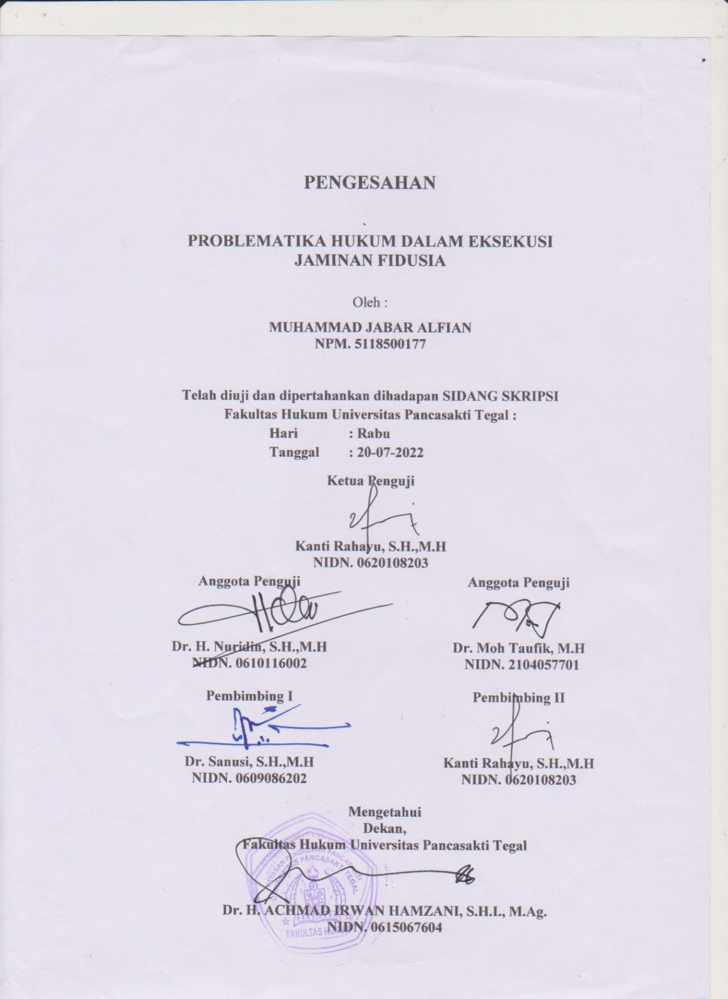 PENGESAHAN
PROBLEMATIKA HUKUM DALAM EKSEKUSI
JAMINAN FIDUSIA
Oleh :
MUHAMMAD JABAR ALFIAN
NPM. 5118500177
Telah diuji dan dipertahankan dihadapan SIDANG SKRIPSI
Fakultas Hukum Universitas Pancasakti Tegal :
Hari : Rabu
Tanggal : 20-07-2022
Ketua Penguji
Kanti Rahayu, S.H.,M.H
NIDN. 0620108203
Anggota Penguji
Dr. H. Nuridin, S.H.,M.H
NIDN. 0610116002
Anggota Penguji
Dr. Moh Taufik, M.H
NIDN. 2104057701
Pembimbing I
Dr. Sanusi, S.H.,M.H
NIDN. 0609086202
Pembimbing II
Kanti Rahayu, S.H.,M.H
NIDN. 0620108203
Mengetahui
Dekan,
Fakultas Hukum Universitas Pancasakti Tegal
YAYASAN PENDIDIKAN PANCASAKTI
UNIVERSITAS PANCASAKTI TEGAL
FAKULTAS HUKUM
Dr. H. ACHMAD IRWAN HAMZANI, S.H.I., M.Ag.
NIDN. 0615067604